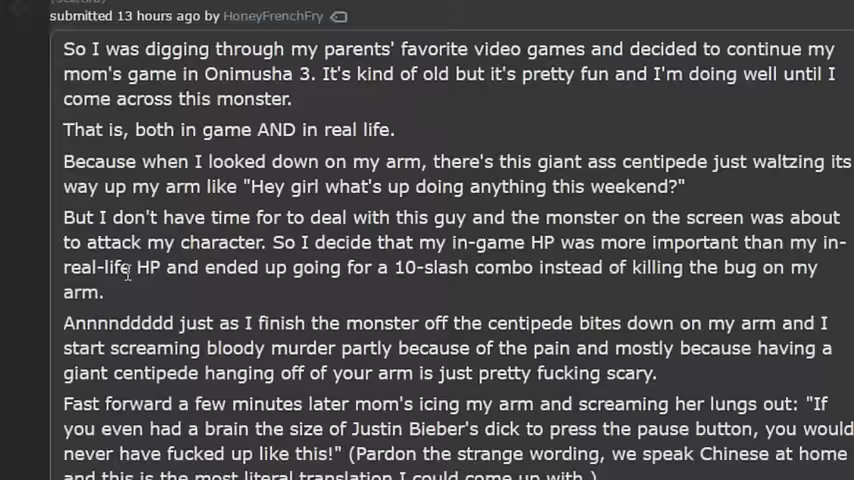 submitted 13 hours ago by HoneyFrenchFry
So I was digging through my parents' favorite video games and decided to continue my
mom's game in Onimusha 3. It's kind of old but it's pretty fun and I'm doing well until I
come across this monster.
That is, both in game AND in real life.
Because when I looked down on my arm, there's this giant ass centipede just waltzing its
way up my arm like "Hey girl what's up doing anything this weekend?"
But I don't have time for to deal with this guy and the monster on the screen was about
to attack my character. So I decide that my in-game HP was more important than my in-
real-life HP and ended up going for a 10-slash combo instead of killing the bug on my
arm.
Annnnddddd just as I finish the monster off the centipede bites down on my arm and I
start screaming bloody murder partly because of the pain and mostly because having a
giant centipede hanging off of your arm is just pretty fucking scary.
Fast forward a few minutes later mom's icing my arm and screaming her lungs out: "If
you even had a brain the size of Justin Bieber's dick to press the pause button, you would
never have fucked up like this!" (Pardon the strange wording, we speak Chinese at home
and this is the most literal translation I could come up with.)